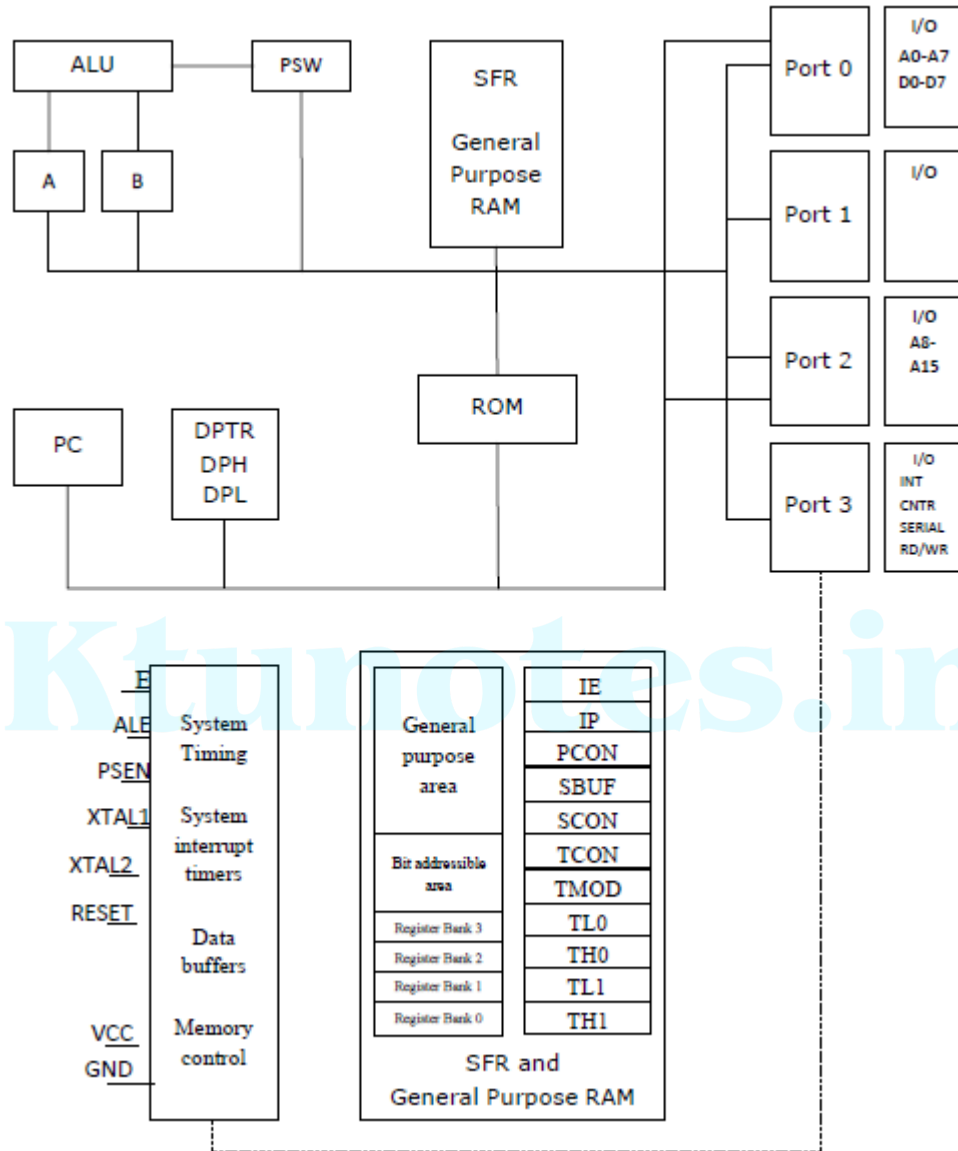 ALU
PSW
A
B
SFR
General
Purpose
RAM
Port 0
I/O
A0-A7
D0-D7
Port 1
I/O
Port 2
I/O
A8-
A15
Port 3
I/O
INT
CNTR
SERIAL
RD/WR
ROM
PC
DPTR
DPH
DPL
Ktunotes.in
E
ALE
PSEN
XTAL1
XTAL2
RESET
VCC
GND
System
Timing
System
interrupt
timers
Data
buffers
Memory
control
General
purpose
area
Bit addressible
area
Register Bank 3
Register Bank 2
Register Bank 1
Register Bank 0
IE
IP
PCON
SBUF
SCON
TCON
TMOD
TL0
TH0
TL1
TH1
SFR and
General Purpose RAM